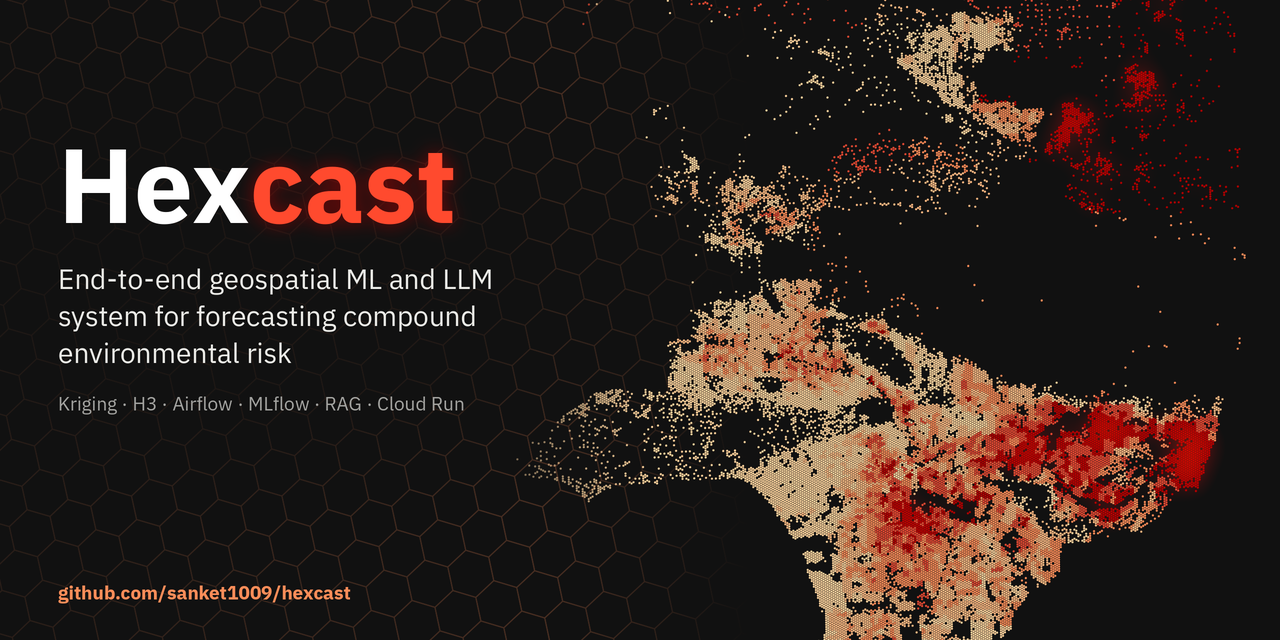 Hexcast
End-to-end geospatial ML and LLM
system for forecasting compound
environmental risk
Kriging · H3 · Airflow · MLflow · RAG · Cloud Run
github.com/sanket1009/hexcast